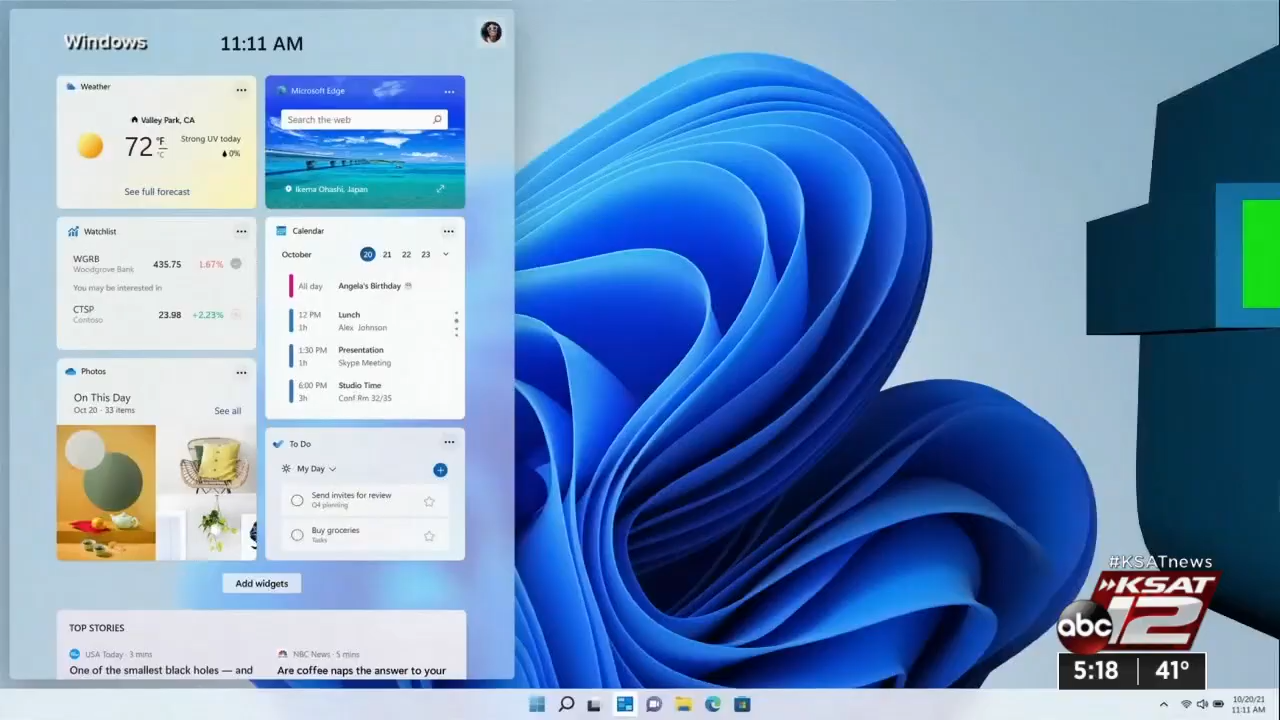 Windows
11:11 AM
Weather
Valley Park, CA
72 °F
°C
Strong UV today
0%
See full forecast
Microsoft Edge
Search the web
Ikema Ohashi, Japan
Watchlist
WGRB
Woodgrove Bank
435.75
1.67%
You may be interested in
CTSP
Contoso
23.98
+2.23%
Calendar
October
20 21 22 23
All day
Angela's Birthday
12 PM
1h
Lunch
Alex Johnson
1:30 PM
1h
Presentation
Skype Meeting
6:00 PM
3h
Studio Time
Conf Rm 32/35
Photos
On This Day
Oct 20 · 33 items
See all
To Do
My Day
Send invites for review
Q4 planning
Buy groceries
Tasks
Add widgets
TOP STORIES
USA Today · 3 mins
One of the smallest black holes — and
NBC News · 5 mins
Are coffee naps the answer to your
#KSATnews
KSAT
abc 12
5:18 41°
10/20/21
11:11 AM